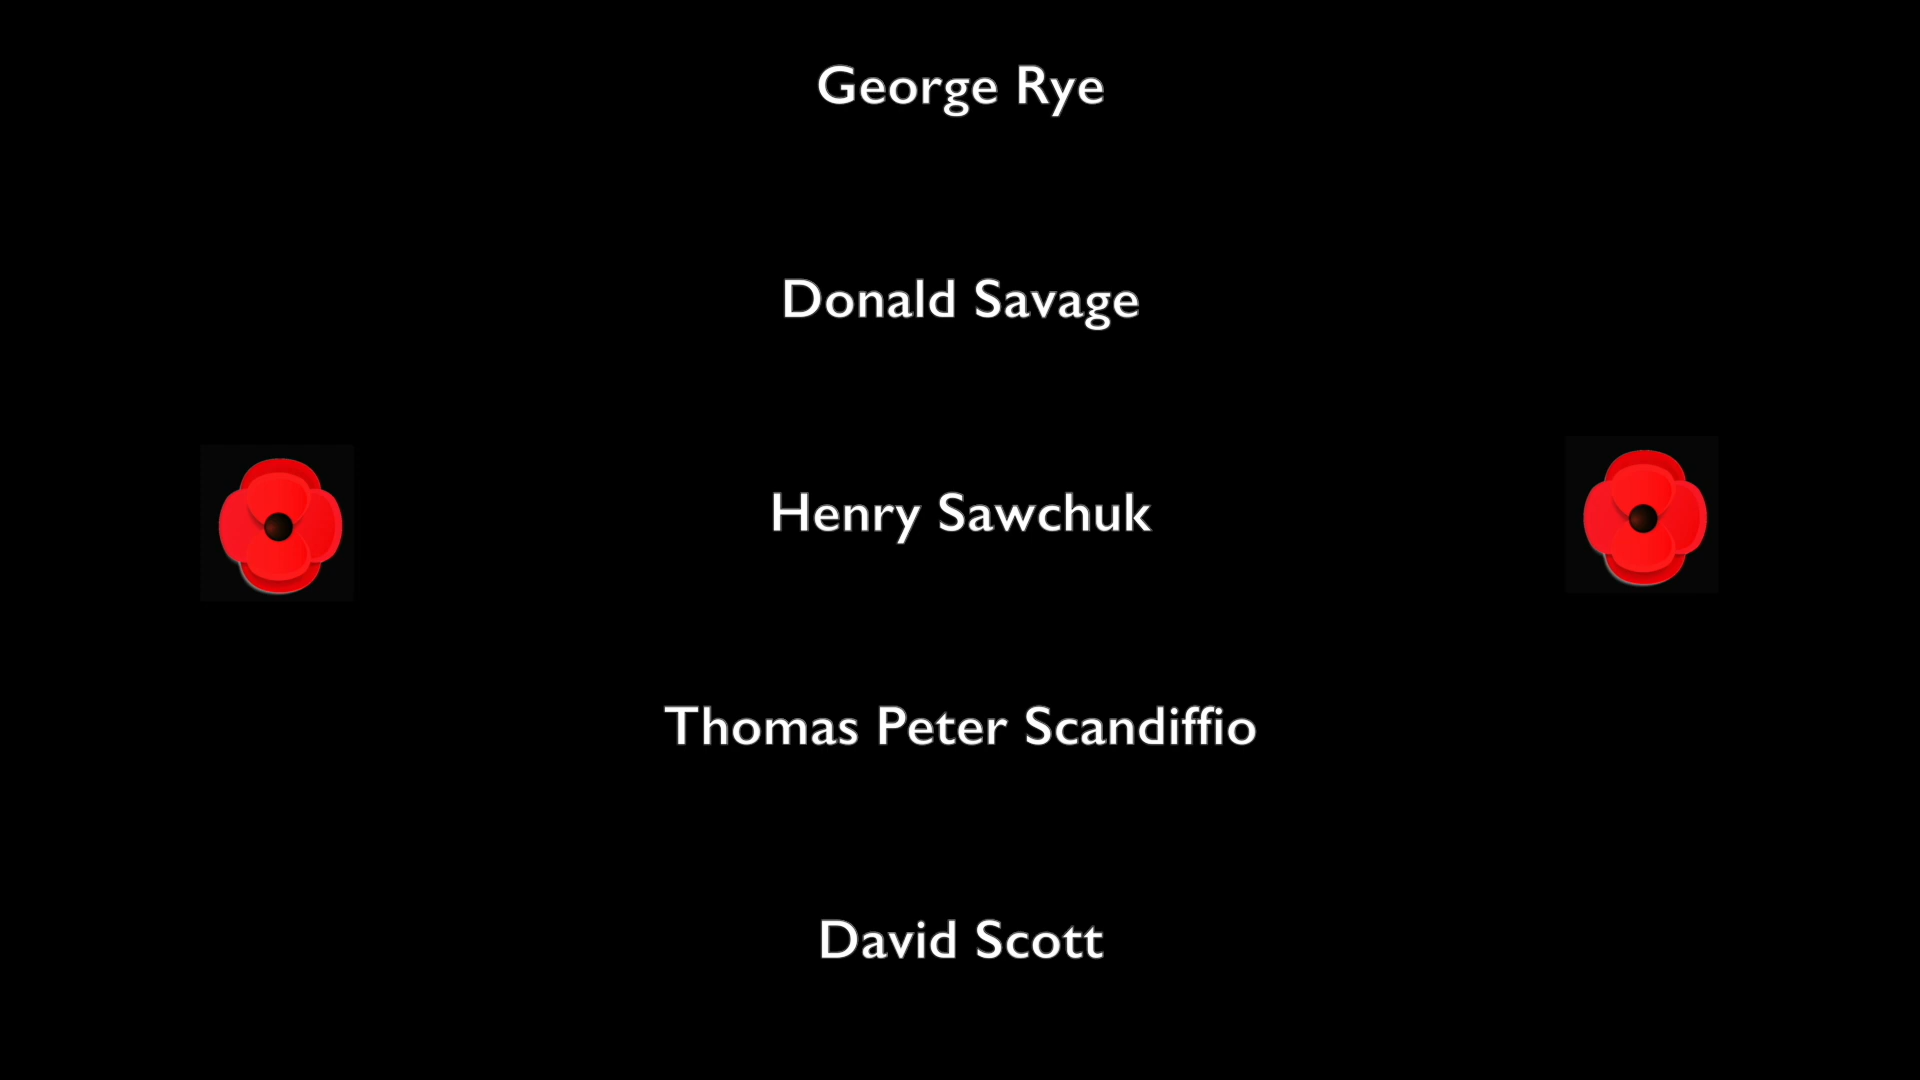 George Rye
Donald Savage
Henry Sawchuk
Thomas Peter Scandiffio
David Scott